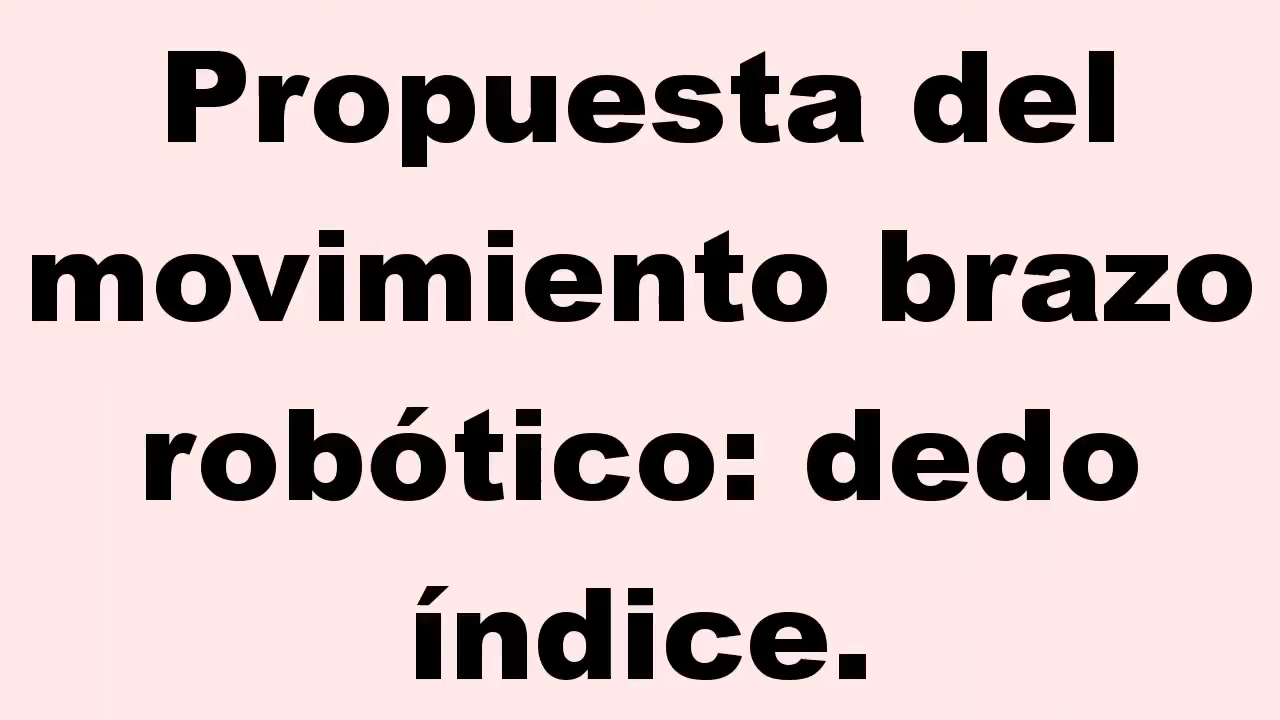 Propuesta del
movimiento brazo
robótico: dedo
índice.